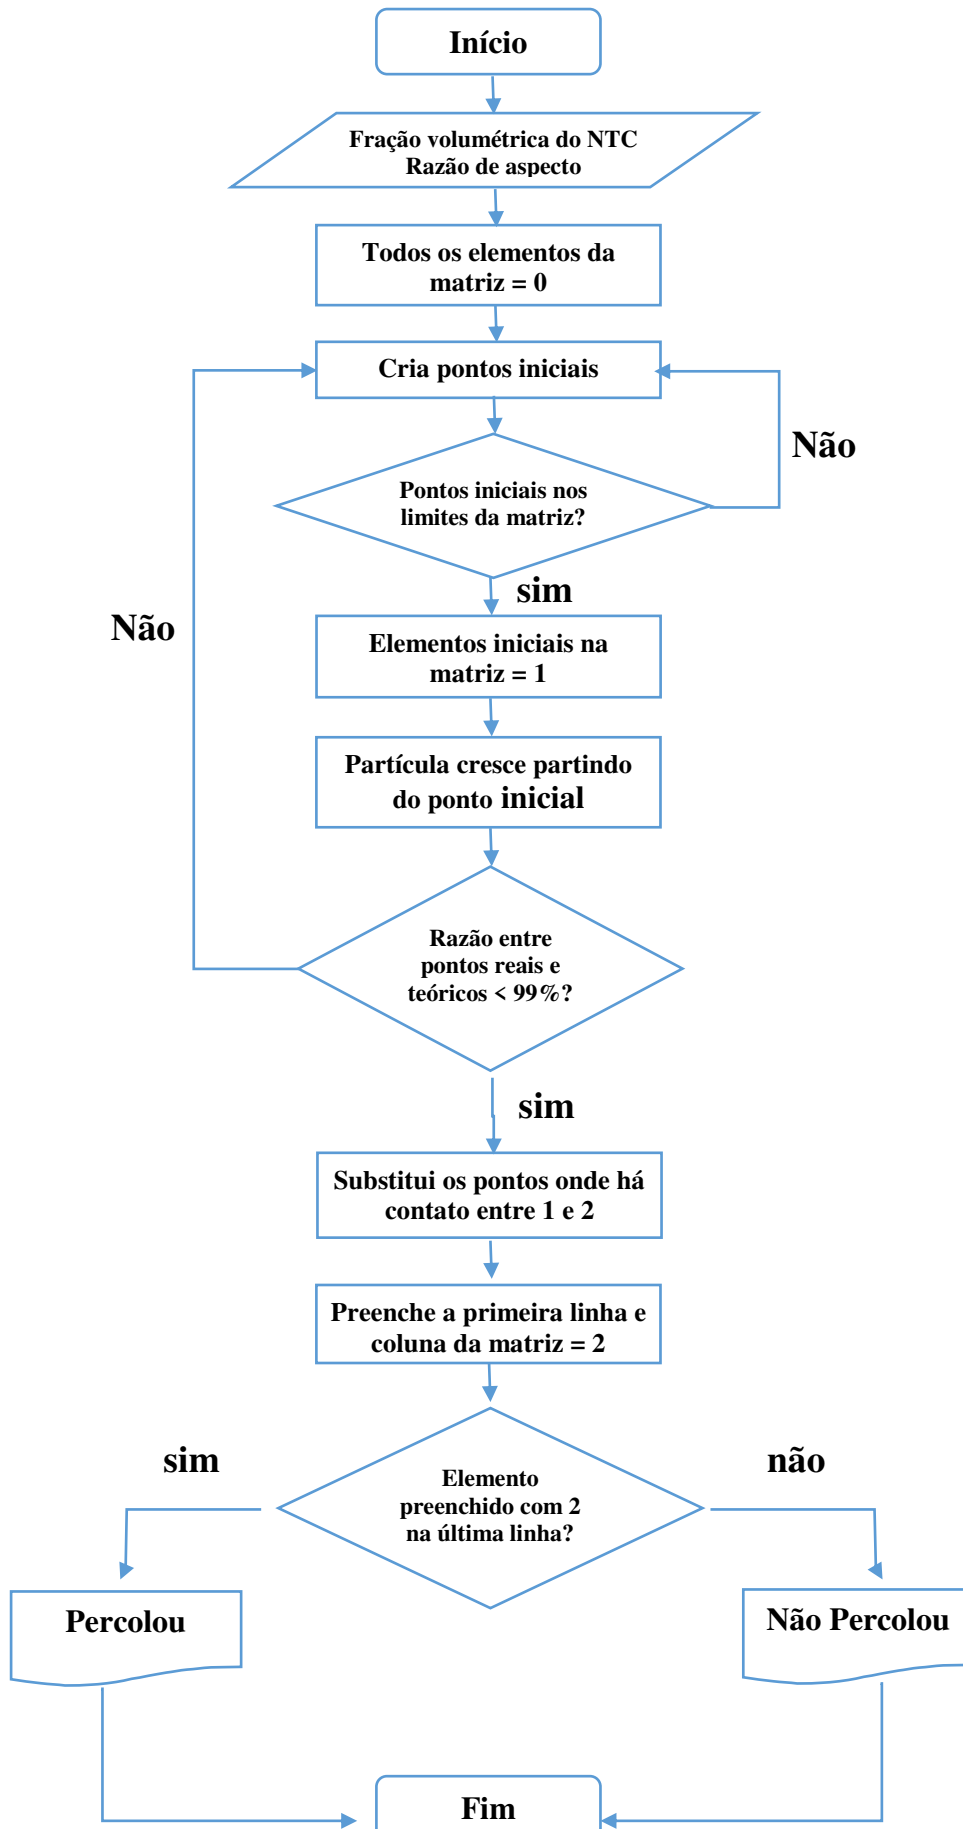 Início
Fração volumétrica do NTC
Razão de aspecto
Todos os elementos da
matriz = 0
Cria pontos iniciais
Não
Pontos iniciais nos
limites da matriz?
sim
Não
Elementos iniciais na
matriz = 1
Partícula cresce partindo
do ponto inicial
Razão entre
pontos reais e
teóricos < 99%?
sim
Substitui os pontos onde há
contato entre 1 e 2
Preenche a primeira linha e
coluna da matriz = 2
sim
não
Elemento
preenchido com 2
na última linha?
Percolou
Não Percolou
Fim